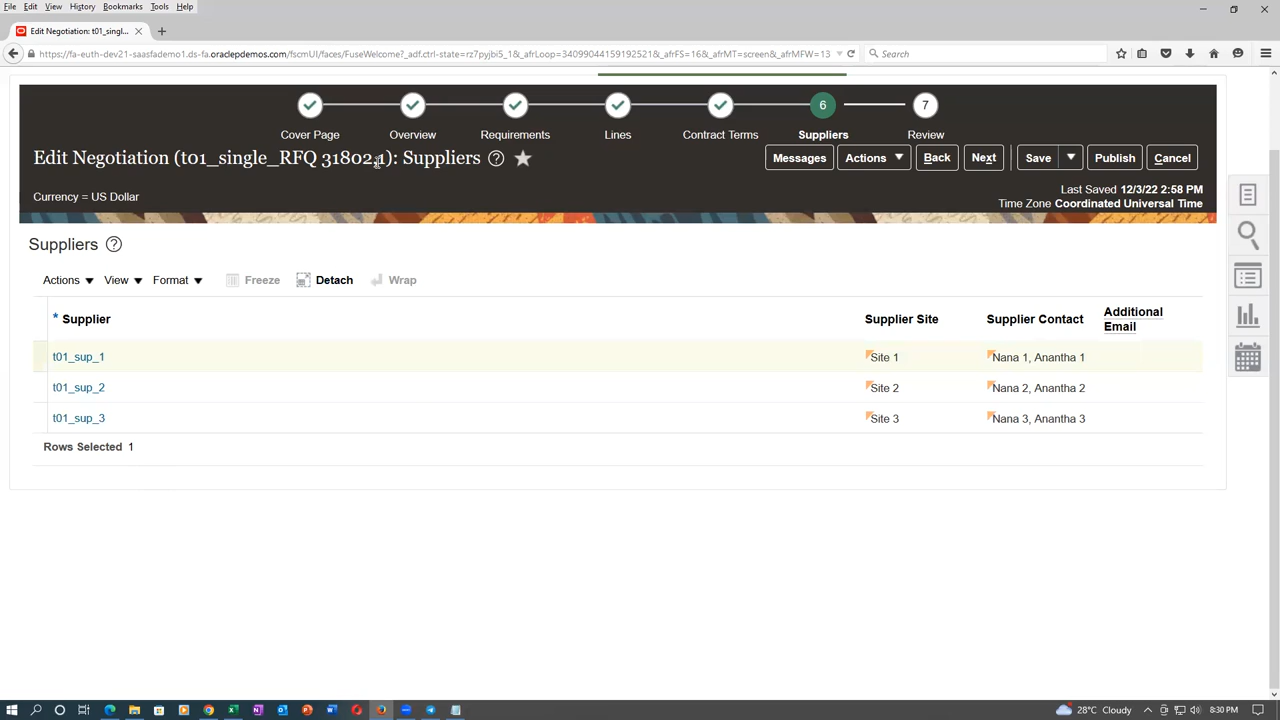 File Edit View History Bookmarks Tools Help
Edit Negotiation: t01_singl...
https://fa-euth-dev21-saasfademo1.ds-fa.oraclepdemos.com/fscmUI/faces/FuseWelcome?_adf.ctrl-state=rz7pyjbi5_1&_afrLoop=34099044159192521&_afrFS=16&_afrMT=screen&_afrMFW=13
Search
6 7
Cover Page Overview Requirements Lines Contract Terms Suppliers Review
Edit Negotiation (t01_single_RFQ 31802,1): Suppliers ?
Messages Actions Back Next Save Publish Cancel
Currency = US Dollar
Last Saved 12/3/22 2:58 PM
Time Zone Coordinated Universal Time
Suppliers ?
Actions View Format Freeze Detach Wrap
* Supplier Supplier Site Supplier Contact Additional Email
t01_sup_1 Site 1 Nana 1, Anantha 1
t01_sup_2 Site 2 Nana 2, Anantha 2
t01_sup_3 Site 3 Nana 3, Anantha 3
Rows Selected 1
28°C Cloudy 8:30 PM